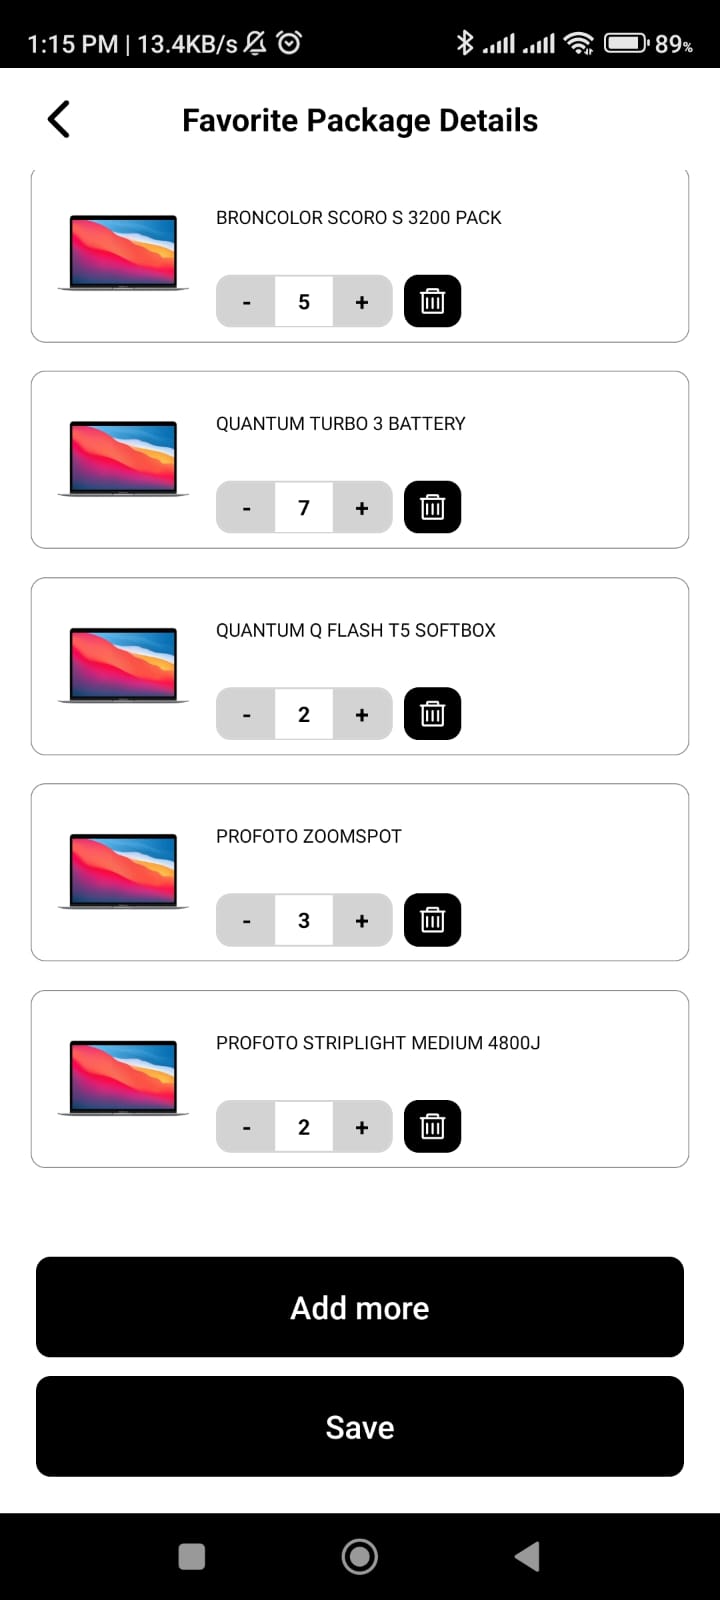 1:15 PM | 13.4KB/s 89%
Favorite Package Details
BRONCOLOR SCORO S 3200 PACK
- 5 +
QUANTUM TURBO 3 BATTERY
- 7 +
QUANTUM Q FLASH T5 SOFTBOX
- 2 +
PROFOTO ZOOMSPOT
- 3 +
PROFOTO STRIPLIGHT MEDIUM 4800J
- 2 +
Add more
Save